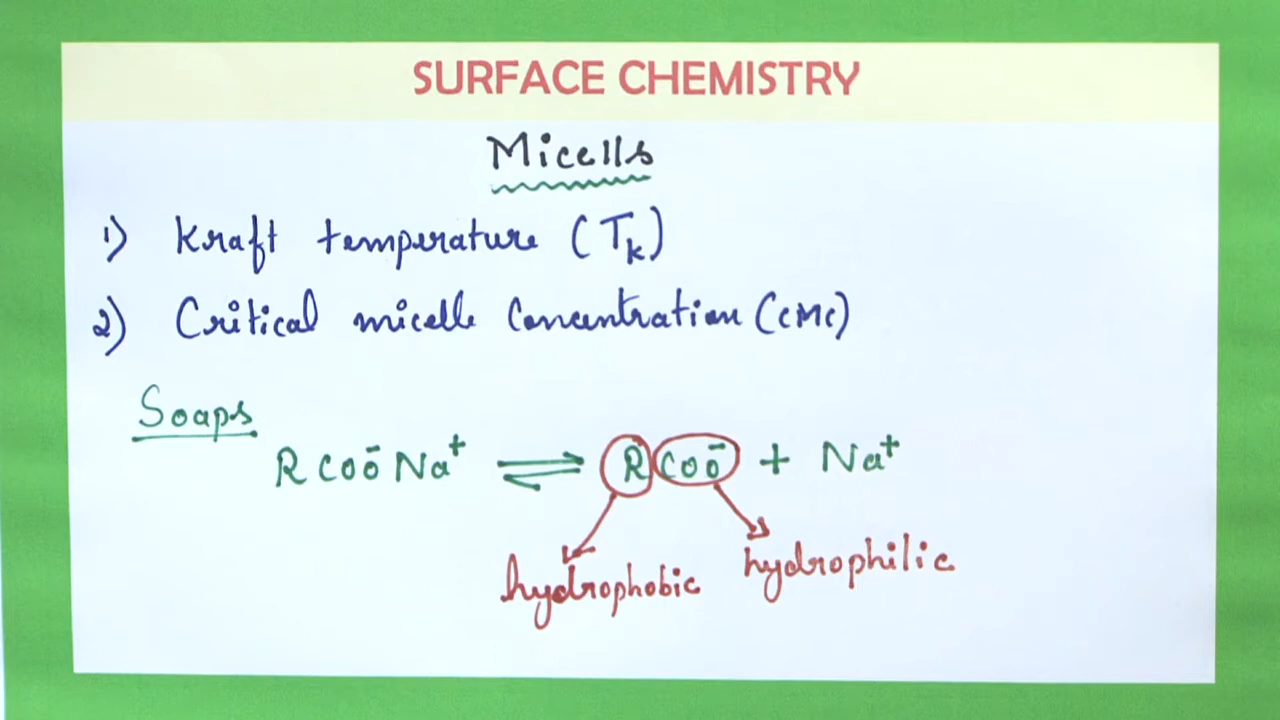 SURFACE CHEMISTRY
Micells
1) Kraft temperature (Tk)
2) Critical micelle Concentration (CMC)
Soaps
RCOO⁻Na⁺ ⇌ RCOO⁻ + Na⁺
hydrophobic hydrophilic